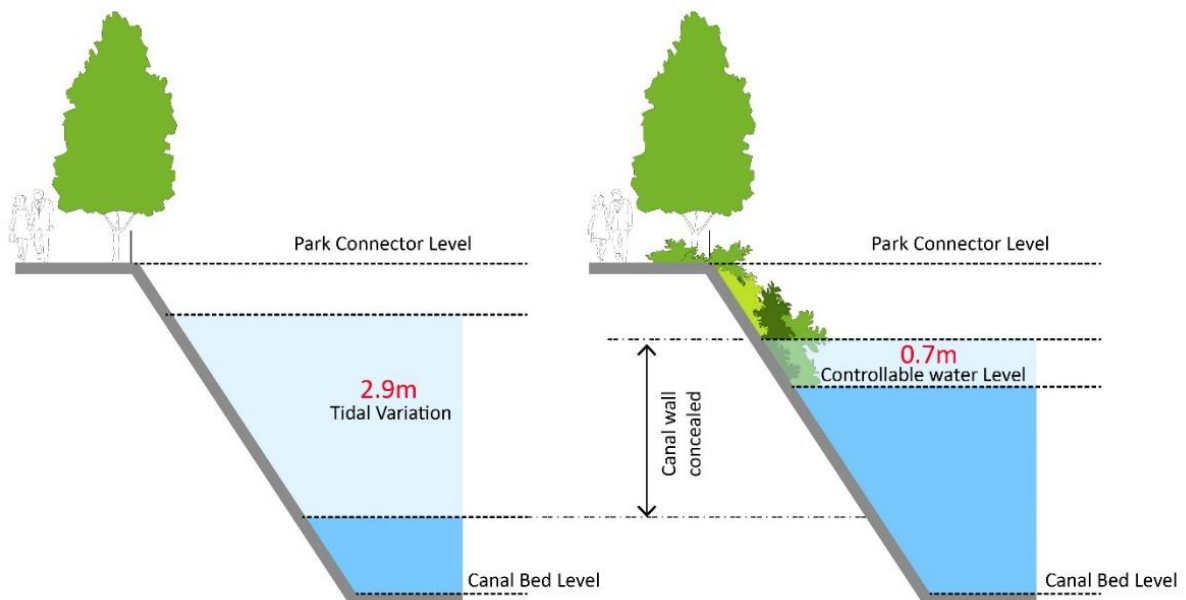 Park Connector Level
2.9m
Tidal Variation
Canal Bed Level
Canal wall
concealed
Park Connector Level
0.7m
Controllable water Level
Canal Bed Level